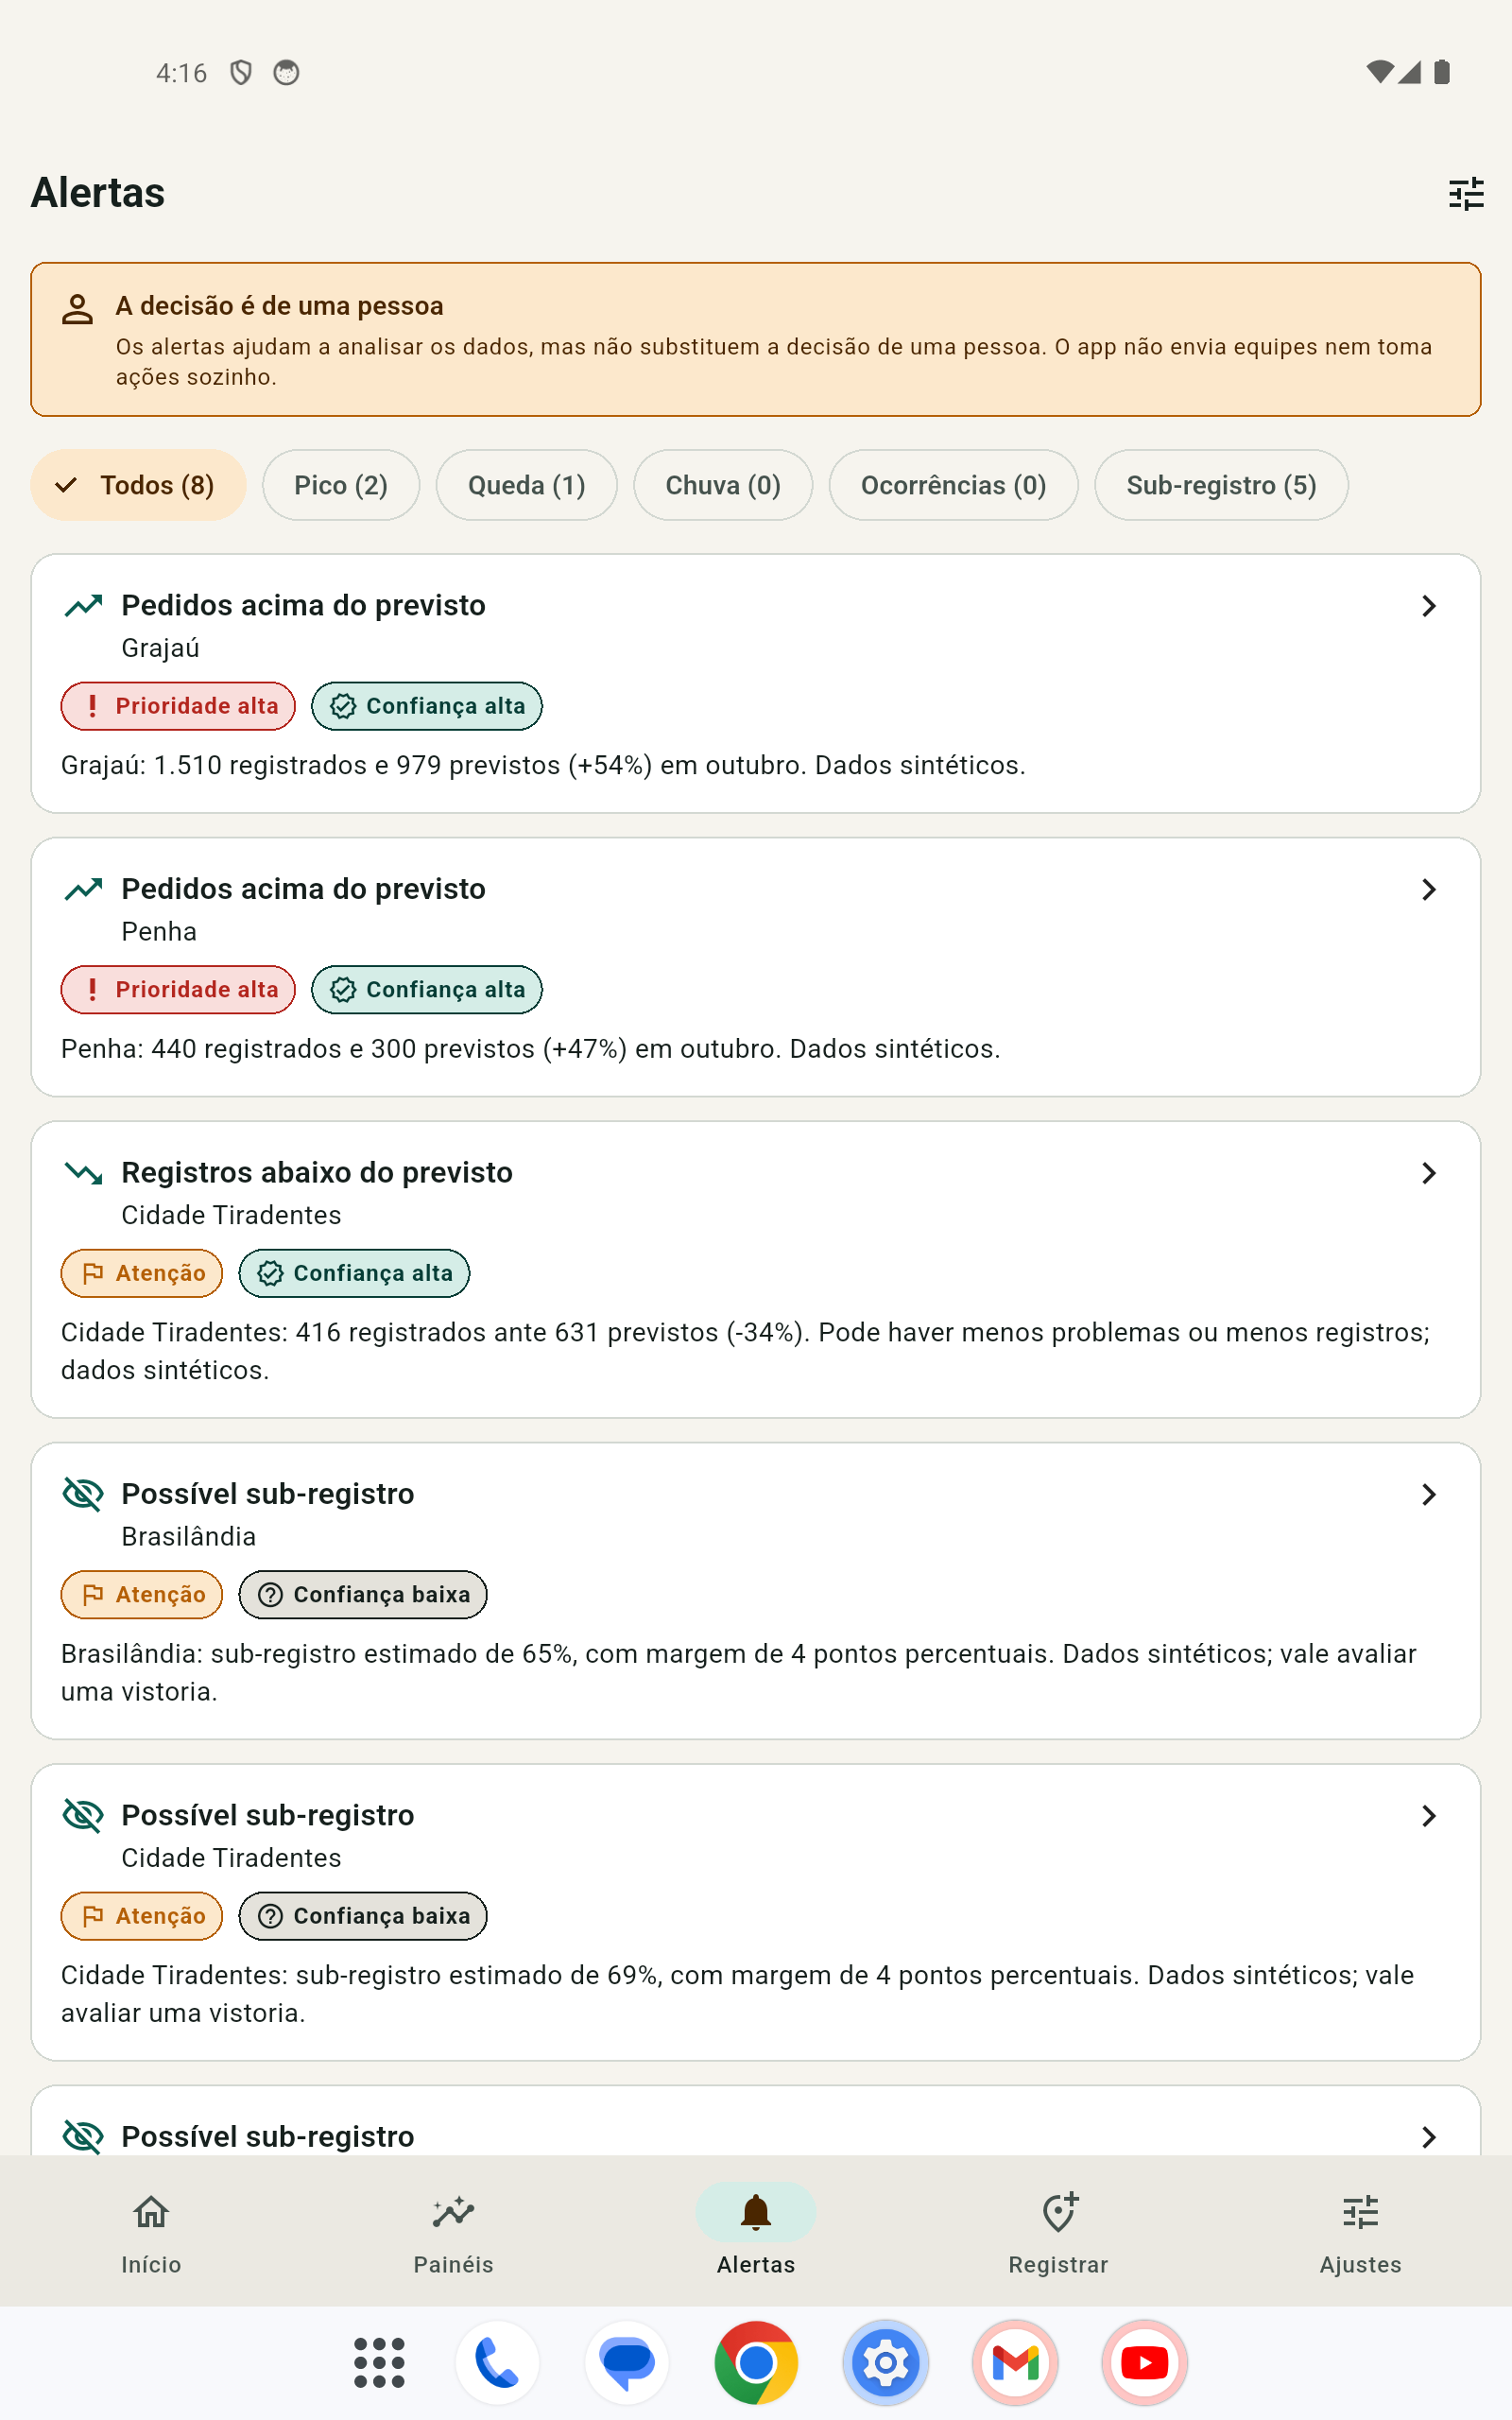 4:16
Alertas
A decisão é de uma pessoa
Os alertas ajudam a analisar os dados, mas não substituem a decisão de uma pessoa. O app não envia equipes nem toma
ações sozinho.
Todos (8)
Pico (2)
Queda (1)
Chuva (0)
Ocorrências (0)
Sub-registro (5)
Pedidos acima do previsto
Grajaú
Prioridade alta
Confiança alta
Grajaú: 1.510 registrados e 979 previstos (+54%) em outubro. Dados sintéticos.
Pedidos acima do previsto
Penha
Prioridade alta
Confiança alta
Penha: 440 registrados e 300 previstos (+47%) em outubro. Dados sintéticos.
Registros abaixo do previsto
Cidade Tiradentes
Atenção
Confiança alta
Cidade Tiradentes: 416 registrados ante 631 previstos (-34%). Pode haver menos problemas ou menos registros;
dados sintéticos.
Possível sub-registro
Brasilândia
Atenção
Confiança baixa
Brasilândia: sub-registro estimado de 65%, com margem de 4 pontos percentuais. Dados sintéticos; vale avaliar
uma vistoria.
Possível sub-registro
Cidade Tiradentes
Atenção
Confiança baixa
Cidade Tiradentes: sub-registro estimado de 69%, com margem de 4 pontos percentuais. Dados sintéticos; vale
avaliar uma vistoria.
Possível sub-registro
Início
Painéis
Alertas
Registrar
Ajustes